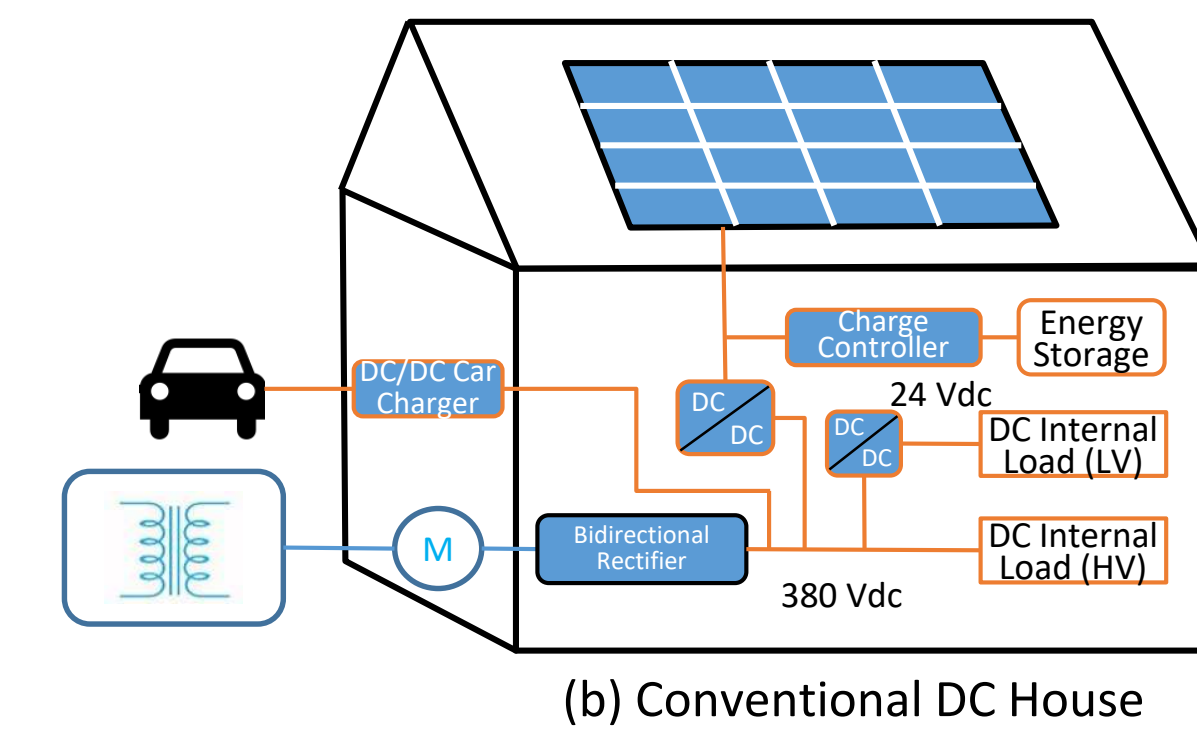 Charge
Controller
Energy
Storage
DC/DC Car
Charger
DC
DC
24 Vdc
DC
DC
DC Internal
Load (LV)
M
Bidirectional
Rectifier
DC Internal
Load (HV)
380 Vdc
(b) Conventional DC House